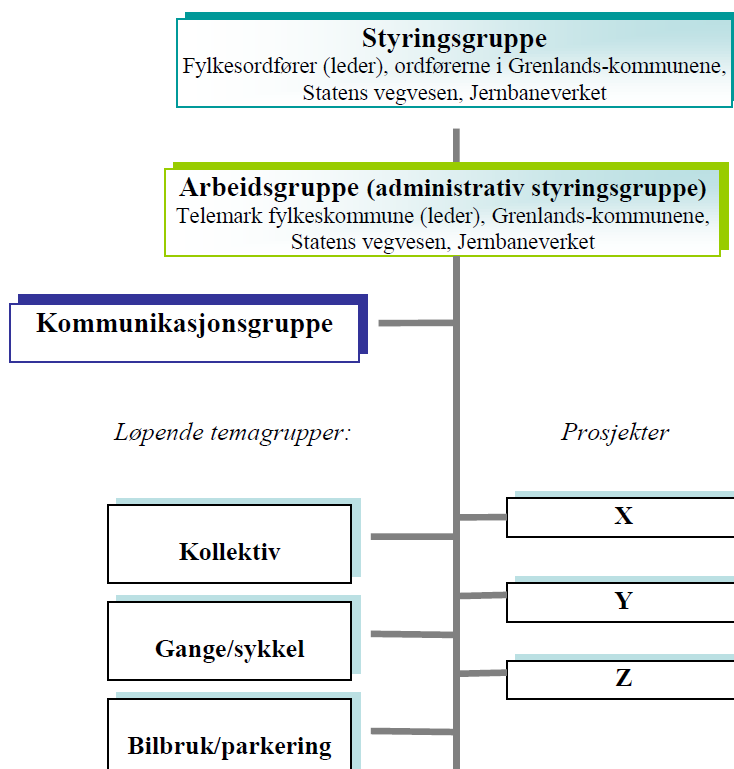 Styringsgruppe
Fylkesordfører (leder), ordførerne i Grenlands-kommunene,
Statens vegvesen, Jernbaneverket
Arbeidsgruppe (administrativ styringsgruppe)
Telemark fylkeskommune (leder), Grenlands-kommunene,
Statens vegvesen, Jernbaneverket
Kommunikasjonsgruppe
Løpende temagrupper:
Prosjekter
Kollektiv
Gange/sykkel
Bilbruk/parkering
X
Y
Z